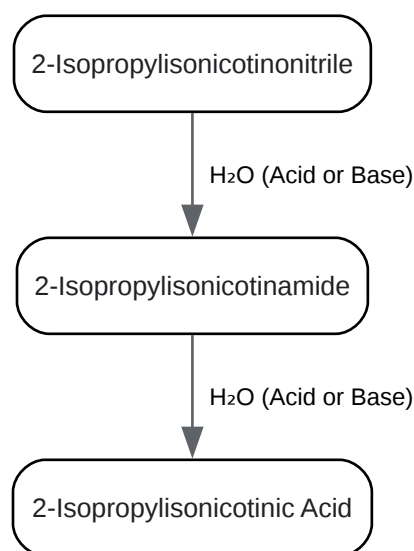 2-Isopropylisonicotinonitrile
H₂O (Acid or Base)
2-Isopropylisonicotinamide
H₂O (Acid or Base)
2-Isopropylisonicotinic Acid